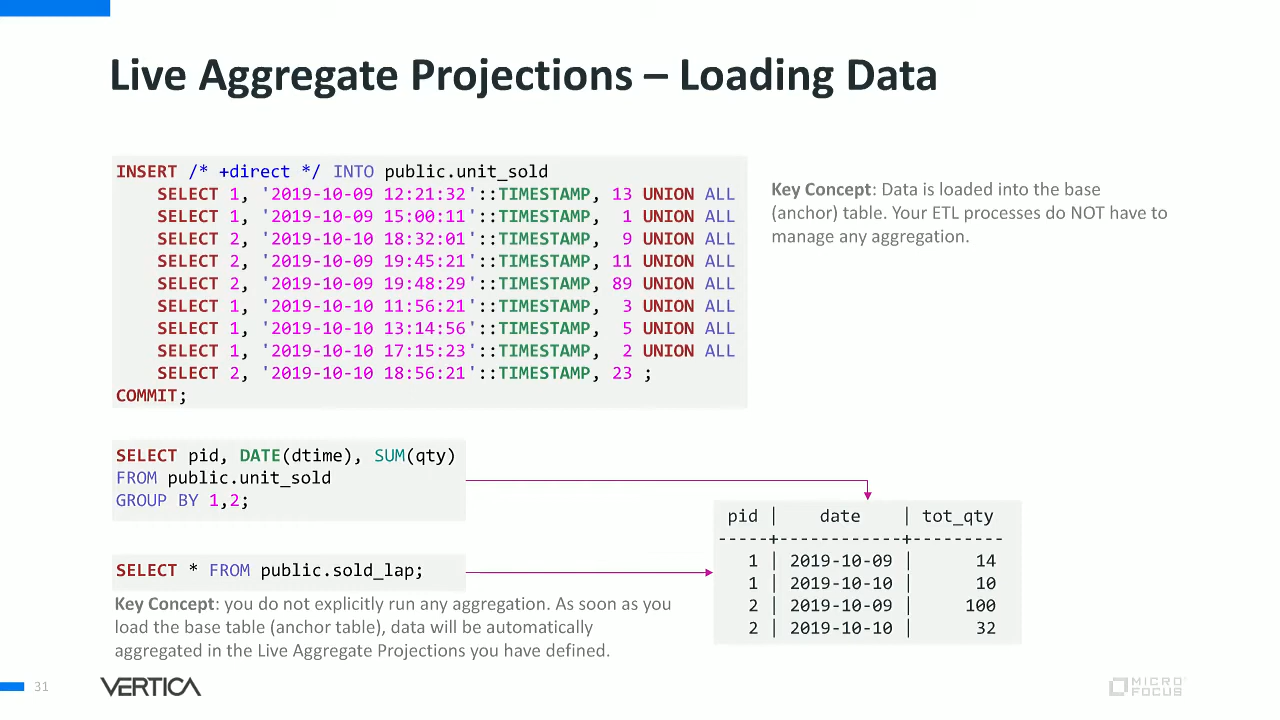 Live Aggregate Projections – Loading Data
INSERT /* +direct */ INTO public.unit_sold
SELECT 1, '2019-10-09 12:21:32'::TIMESTAMP, 13 UNION ALL
SELECT 1, '2019-10-09 15:00:11'::TIMESTAMP, 1 UNION ALL
SELECT 2, '2019-10-10 18:32:01'::TIMESTAMP, 9 UNION ALL
SELECT 2, '2019-10-09 19:45:21'::TIMESTAMP, 11 UNION ALL
SELECT 2, '2019-10-09 19:48:29'::TIMESTAMP, 89 UNION ALL
SELECT 1, '2019-10-10 11:56:21'::TIMESTAMP, 3 UNION ALL
SELECT 1, '2019-10-10 13:14:56'::TIMESTAMP, 5 UNION ALL
SELECT 1, '2019-10-10 17:15:23'::TIMESTAMP, 2 UNION ALL
SELECT 2, '2019-10-10 18:56:21'::TIMESTAMP, 23 ;
COMMIT;
Key Concept: Data is loaded into the base
(anchor) table. Your ETL processes do NOT have to
manage any aggregation.
SELECT pid, DATE(dtime), SUM(qty)
FROM public.unit_sold
GROUP BY 1,2;
SELECT * FROM public.sold_lap;
Key Concept: you do not explicitly run any aggregation. As soon as you
load the base table (anchor table), data will be automatically
aggregated in the Live Aggregate Projections you have defined.
pid | date | tot_qty
-----+------------+---------
1 | 2019-10-09 | 14
1 | 2019-10-10 | 10
2 | 2019-10-09 | 100
2 | 2019-10-10 | 32
31
VERTICA
MICRO
FOCUS